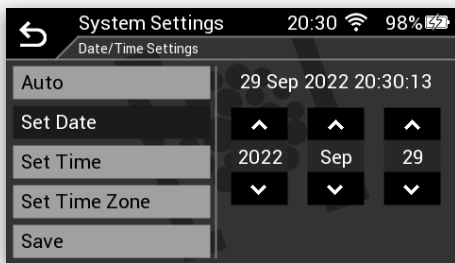 System Settings 20:30 98%
Date/Time Settings
Auto
29 Sep 2022 20:30:13
Set Date
Set Time
2022 Sep 29
Set Time Zone
Save